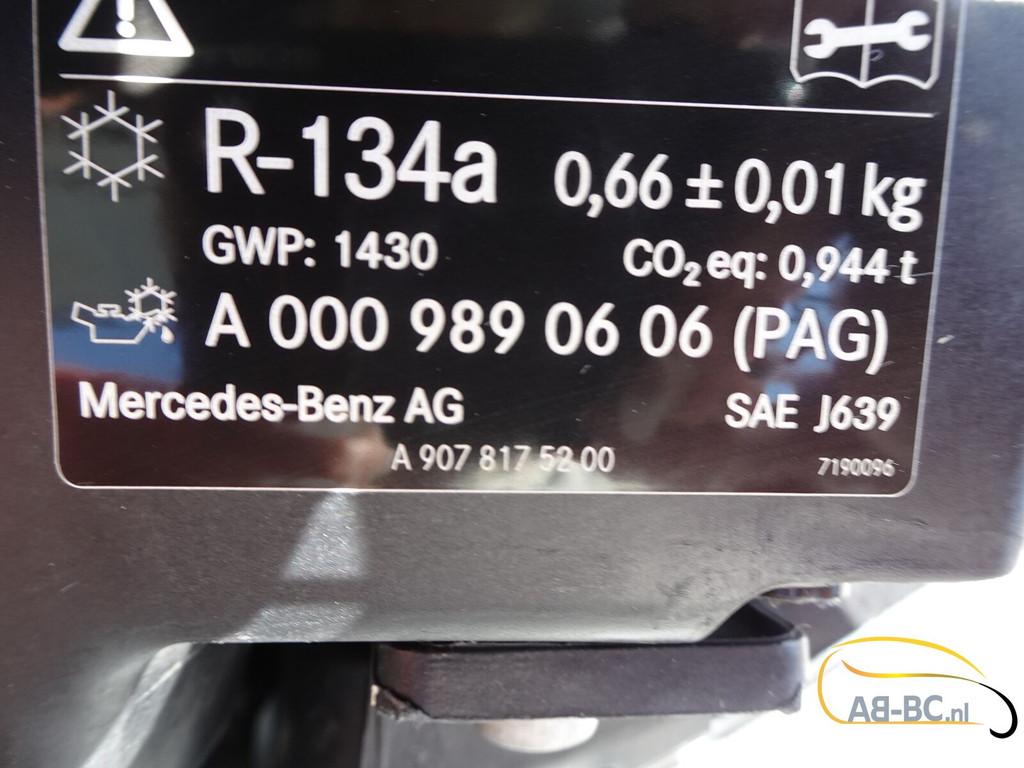 R-134a 0,66 ± 0,01 kg
GWP: 1430 CO₂ eq: 0,944 t
A 000 989 06 06 (PAG)
Mercedes-Benz AG SAE J639
A 907 817 52 00 7190096
AB-BC.nl